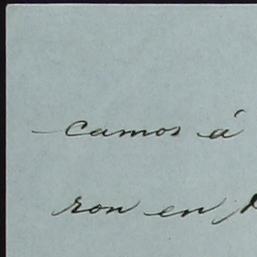 camos á
ron en